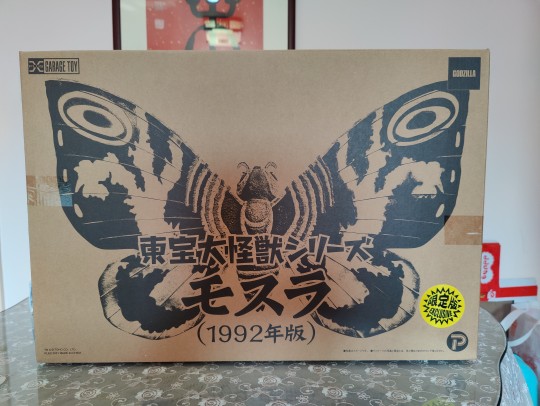 GARAGE TOY
GODZILLA
東宝大怪獣シリーズ
モスラ
(1992年版)
限定版
EXCLUSIVE
P